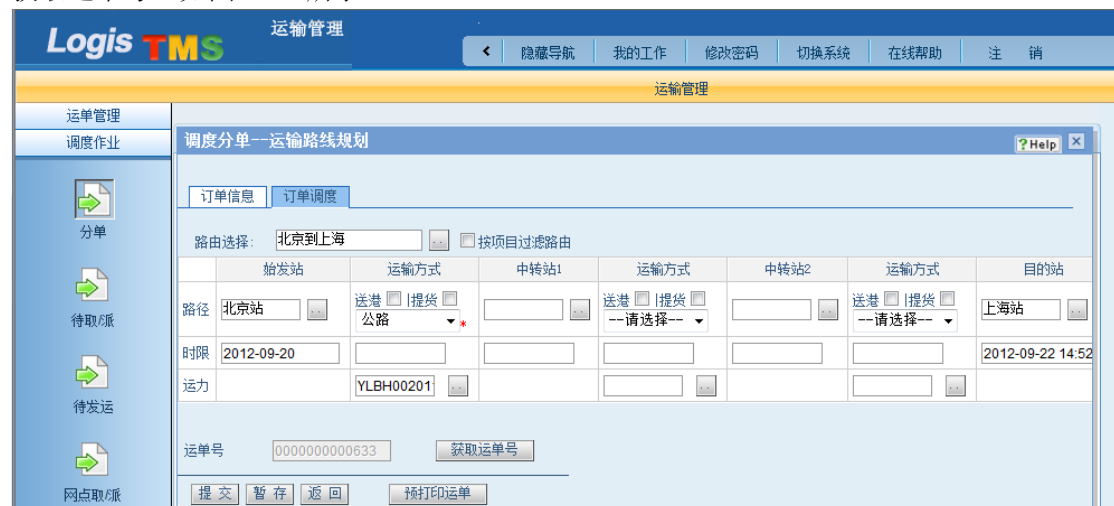 Logis TMS
运输管理
隐藏导航 我的工作 修改密码 切换系统 在线帮助 注 销
运输管理
运单管理
调度作业
分单
待取/派
待发运
网点取/派
调度分单--运输路线规划 ?Help
订单信息 订单调度
路由选择: 北京到上海 .. 按项目过滤路由
始发站 运输方式 中转站1 运输方式 中转站2 运输方式 目的站
路径 北京站 .. 送港 |提货 公路 * .. 送港 |提货 --请选择-- .. 送港 |提货 --请选择-- 上海站 ..
时限 2012-09-20 2012-09-22 14:52
运力 YLBH00201 .. .. ..
运单号 0000000000633 获取运单号
提 交 暂 存 返 回 预打印运单